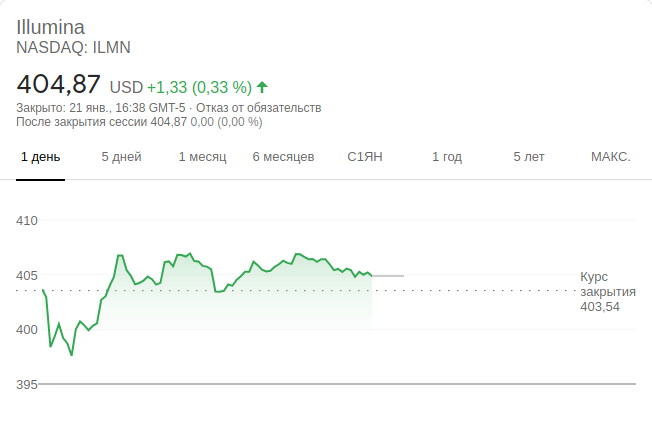 Illumina
NASDAQ: ILMN
404,87 USD +1,33 (0,33 %)
Закрыто: 21 янв., 16:38 GMT-5 · Отказ от обязательств
После закрытия сессии 404,87 0,00 (0,00 %)
1 день 5 дней 1 месяц 6 месяцев С1ЯН 1 год 5 лет МАКС.
410
405
400
395
Курс
закрытия
403,54